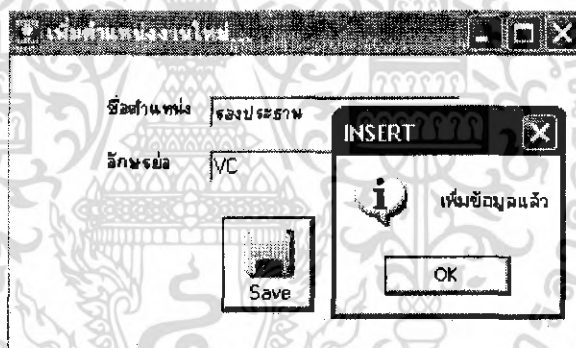 เพิ่มตำแหน่งงานใหม่...
ชื่อตำแหน่ง รองประธาน
INSERT
อักษรย่อ VC
เพิ่มข้อมูลแล้ว
OK
Save